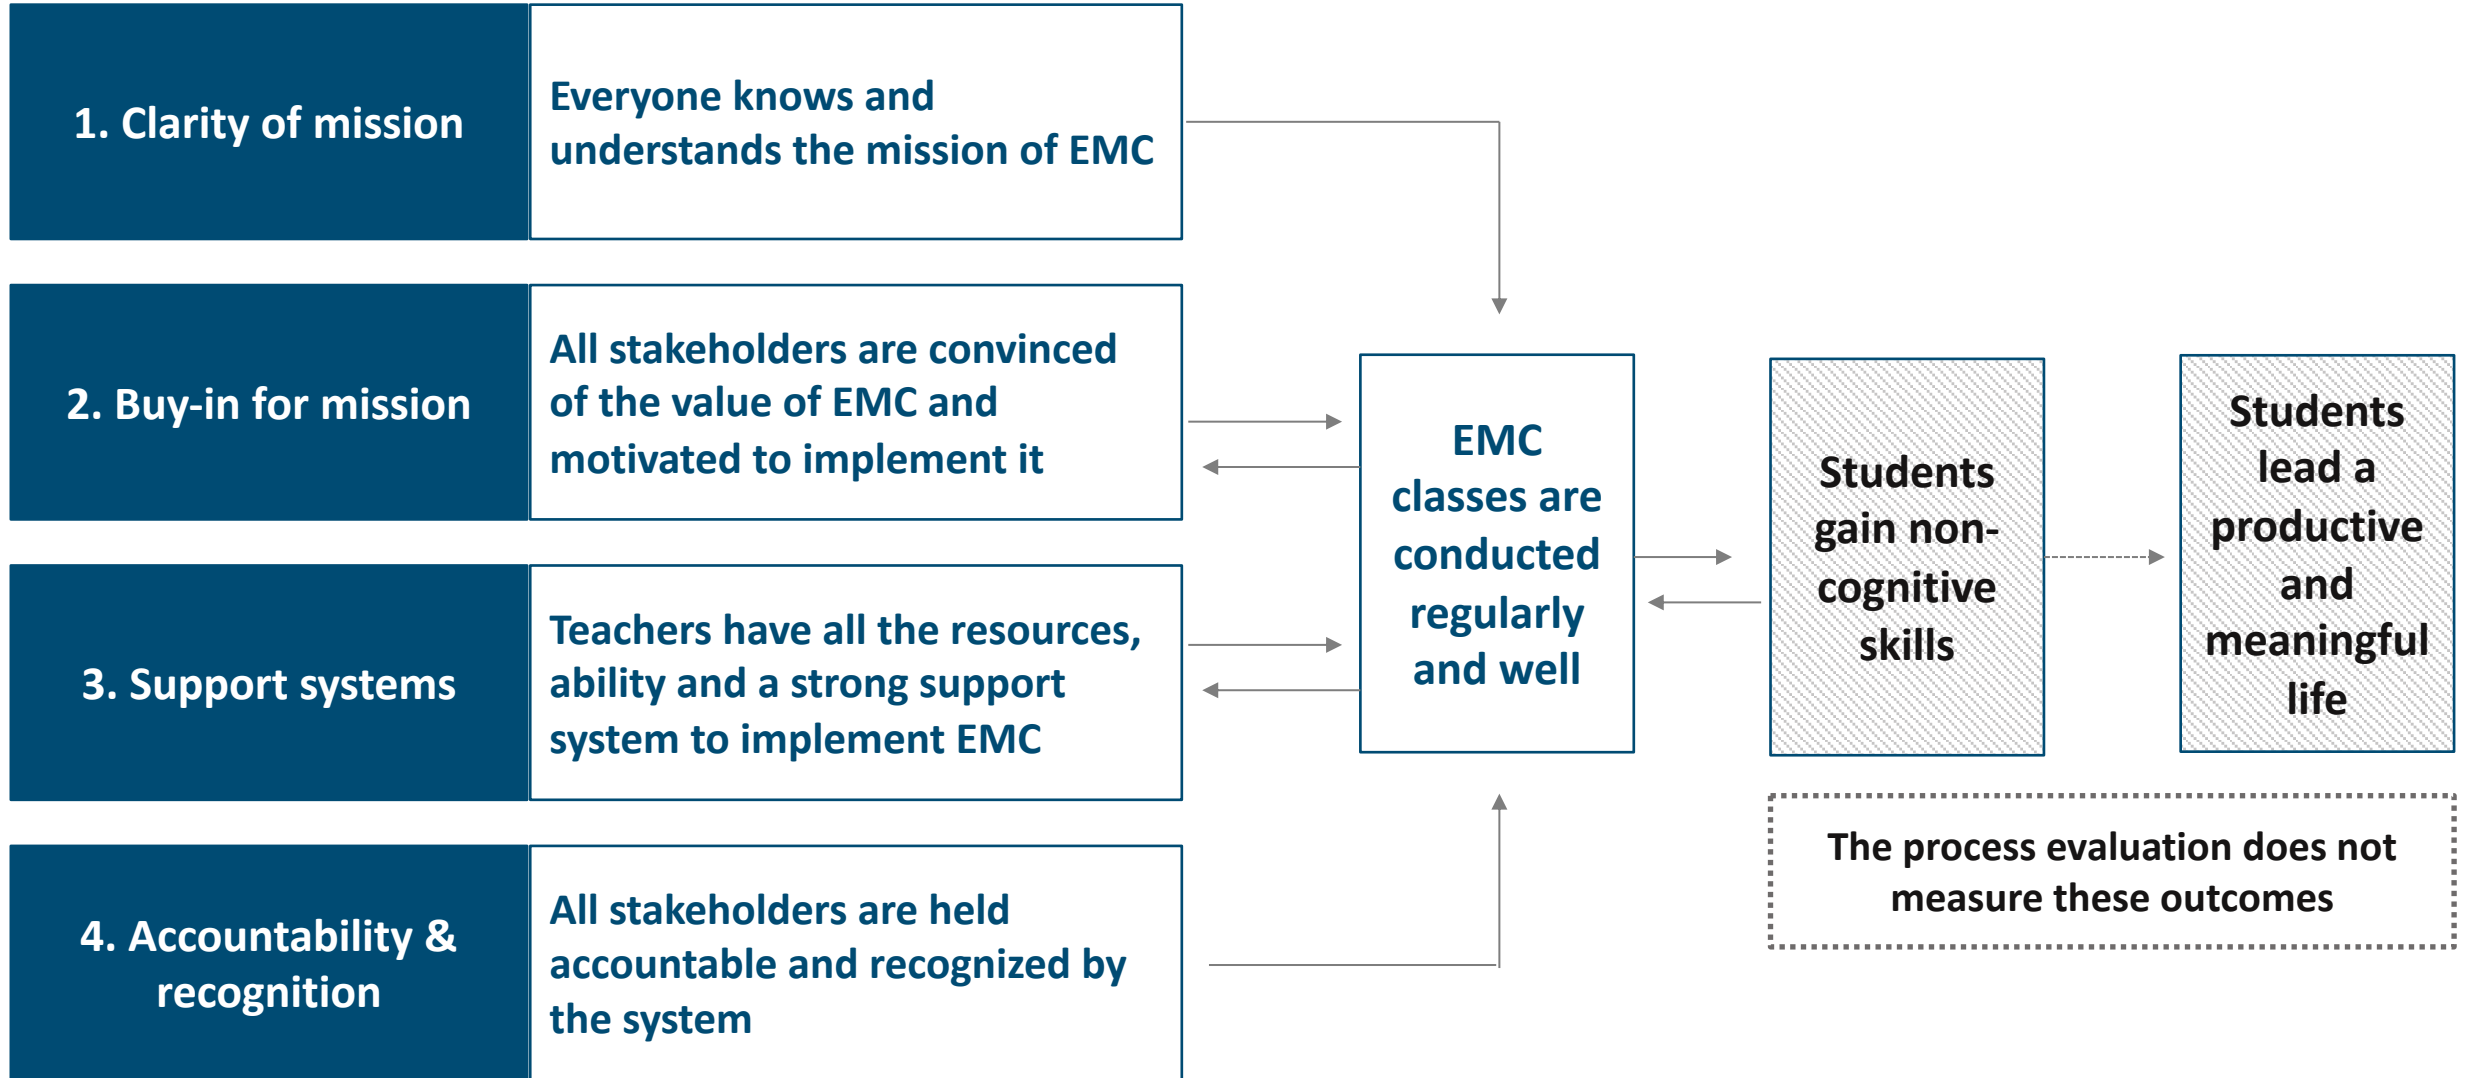 1. Clarity of mission
Everyone knows and
understands the mission of EMC
2. Buy-in for mission
All stakeholders are convinced
of the value of EMC and
motivated to implement it
3. Support systems
Teachers have all the resources,
ability and a strong support
system to implement EMC
4. Accountability &
recognition
All stakeholders are held
accountable and recognized by
the system
EMC
classes are
conducted
regularly
and well
Students
gain non-
cognitive
skills
Students
lead a
productive
and
meaningful
life
The process evaluation does not
measure these outcomes